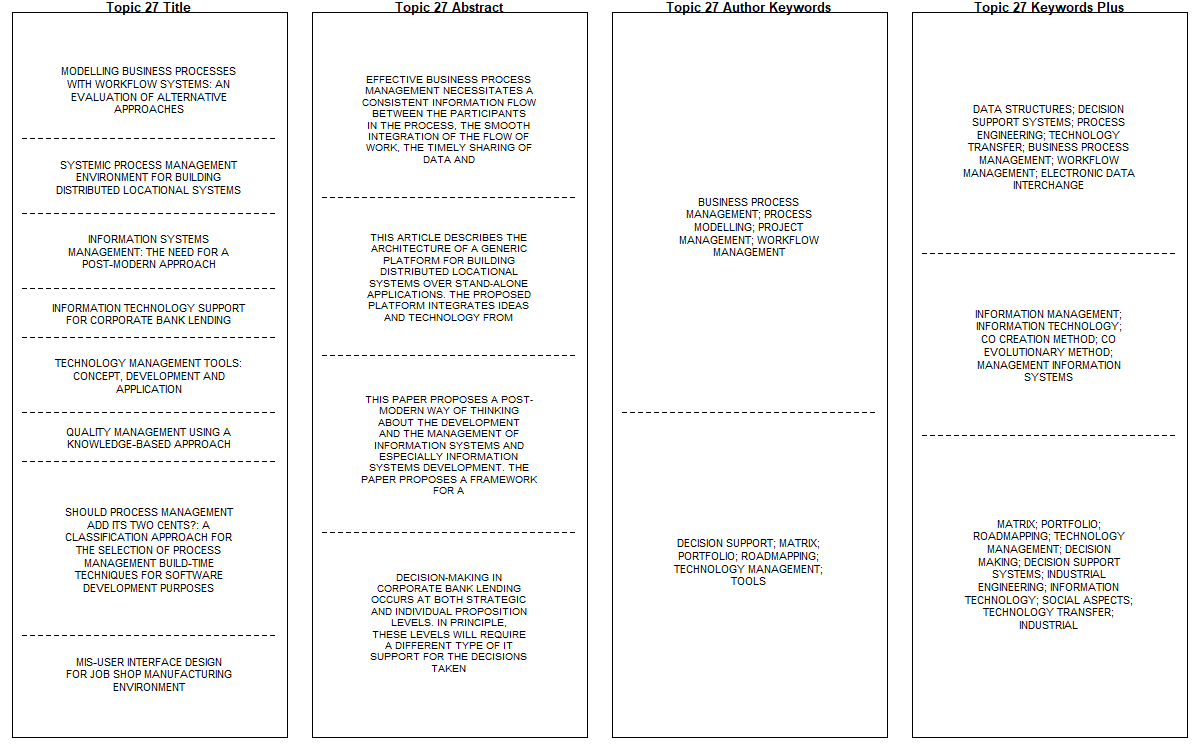 Topic 27 Title
MODELLING BUSINESS PROCESSES
WITH WORKFLOW SYSTEMS: AN
EVALUATION OF ALTERNATIVE
APPROACHES
SYSTEMIC PROCESS MANAGEMENT
ENVIRONMENT FOR BUILDING
DISTRIBUTED LOCATIONAL SYSTEMS
INFORMATION SYSTEMS
MANAGEMENT: THE NEED FOR A
POST-MODERN APPROACH
INFORMATION TECHNOLOGY SUPPORT
FOR CORPORATE BANK LENDING
TECHNOLOGY MANAGEMENT TOOLS:
CONCEPT, DEVELOPMENT AND
APPLICATION
QUALITY MANAGEMENT USING A
KNOWLEDGE-BASED APPROACH
SHOULD PROCESS MANAGEMENT
ADD ITS TWO CENTS?: A
CLASSIFICATION APPROACH FOR
THE SELECTION OF PROCESS
MANAGEMENT BUILD-TIME
TECHNIQUES FOR SOFTWARE
DEVELOPMENT PURPOSES
MIS-USER INTERFACE DESIGN
FOR JOB SHOP MANUFACTURING
ENVIRONMENT
Topic 27 Abstract
EFFECTIVE BUSINESS PROCESS
MANAGEMENT NECESSITATES A
CONSISTENT INFORMATION FLOW
BETWEEN THE PARTICIPANTS
IN THE PROCESS, THE SMOOTH
INTEGRATION OF THE FLOW OF
WORK, THE TIMELY SHARING OF
DATA AND
THIS ARTICLE DESCRIBES THE
ARCHITECTURE OF A GENERIC
PLATFORM FOR BUILDING
DISTRIBUTED LOCATIONAL
SYSTEMS OVER STAND-ALONE
APPLICATIONS. THE PROPOSED
PLATFORM INTEGRATES IDEAS
AND TECHNOLOGY FROM
THIS PAPER PROPOSES A POST-
MODERN WAY OF THINKING
ABOUT THE DEVELOPMENT
AND THE MANAGEMENT OF
INFORMATION SYSTEMS AND
ESPECIALLY INFORMATION
SYSTEMS DEVELOPMENT. THE
PAPER PROPOSES A FRAMEWORK
FOR A
DECISION-MAKING IN
CORPORATE BANK LENDING
OCCURS AT BOTH STRATEGIC
AND INDIVIDUAL PROPOSITION
LEVELS. IN PRINCIPLE,
THESE LEVELS WILL REQUIRE
A DIFFERENT TYPE OF IT
SUPPORT FOR THE DECISIONS
TAKEN
Topic 27 Author Keywords
BUSINESS PROCESS
MANAGEMENT; PROCESS
MODELLING; PROJECT
MANAGEMENT; WORKFLOW
MANAGEMENT
DECISION SUPPORT; MATRIX;
PORTFOLIO; ROADMAPPING;
TECHNOLOGY MANAGEMENT;
TOOLS
Topic 27 Keywords Plus
DATA STRUCTURES; DECISION
SUPPORT SYSTEMS; PROCESS
ENGINEERING; TECHNOLOGY
TRANSFER; BUSINESS PROCESS
MANAGEMENT; WORKFLOW
MANAGEMENT; ELECTRONIC DATA
INTERCHANGE
INFORMATION MANAGEMENT;
INFORMATION TECHNOLOGY;
CO CREATION METHOD; CO
EVOLUTIONARY METHOD;
MANAGEMENT INFORMATION
SYSTEMS
MATRIX; PORTFOLIO;
ROADMAPPING; TECHNOLOGY
MANAGEMENT; DECISION
MAKING; DECISION SUPPORT
SYSTEMS; INDUSTRIAL
ENGINEERING; INFORMATION
TECHNOLOGY; SOCIAL ASPECTS;
TECHNOLOGY TRANSFER;
INDUSTRIAL